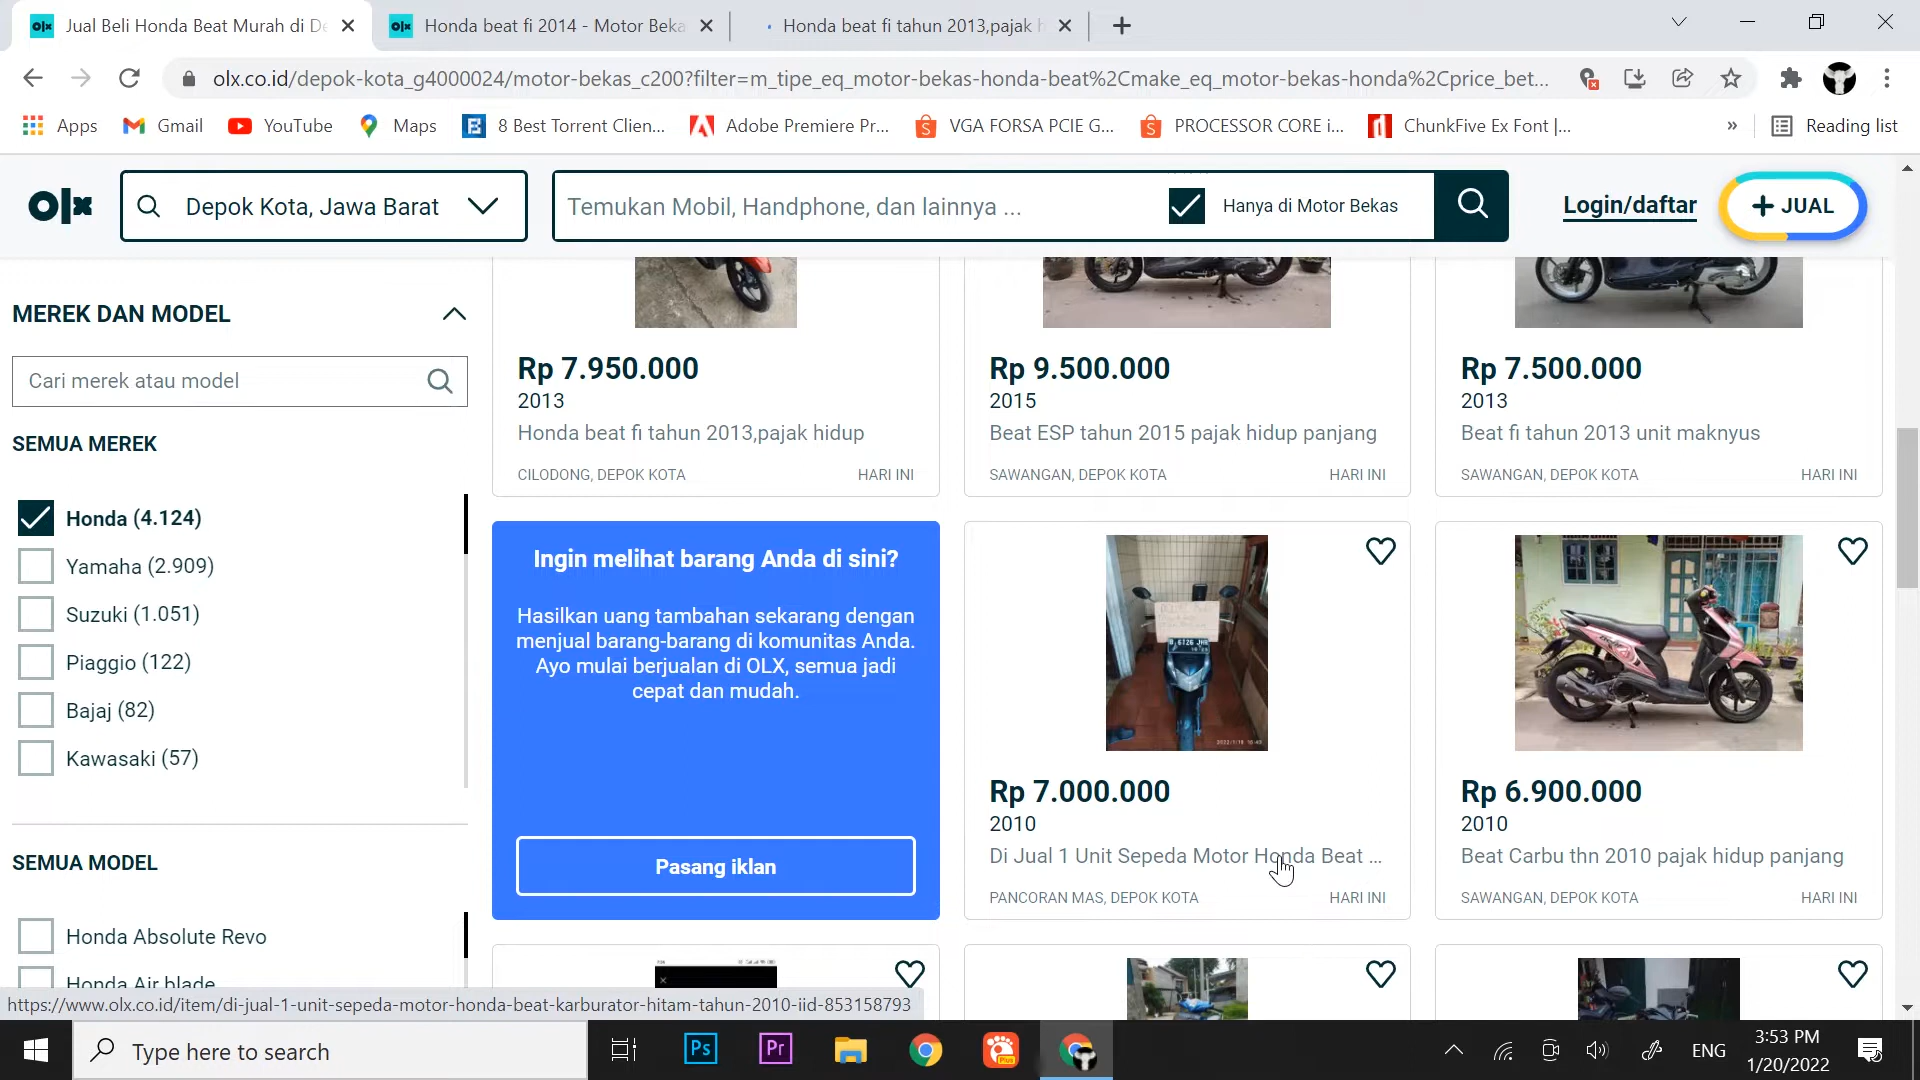 Jual Beli Honda Beat Murah di De
Honda beat fi 2014 - Motor Beka
Honda beat fi tahun 2013,pajak h
olx.co.id/depok-kota_g4000024/motor-bekas_c200?filter=m_tipe_eq_motor-bekas-honda-beat%2Cmake_eq_motor-bekas-honda%2Cprice_bet...
Apps
Gmail
YouTube
Maps
8 Best Torrent Clien...
Adobe Premiere Pr...
VGA FORSA PCIE G...
PROCESSOR CORE i...
ChunkFive Ex Font |...
»
Reading list
olx
Depok Kota, Jawa Barat
Temukan Mobil, Handphone, dan lainnya ...
Hanya di Motor Bekas
Login/daftar
+ JUAL
MEREK DAN MODEL
Cari merek atau model
SEMUA MEREK
Honda (4.124)
Yamaha (2.909)
Suzuki (1.051)
Piaggio (122)
Bajaj (82)
Kawasaki (57)
SEMUA MODEL
Honda Absolute Revo
Honda Air blade
Rp 7.950.000
2013
Honda beat fi tahun 2013,pajak hidup
CILODONG, DEPOK KOTA
HARI INI
Rp 9.500.000
2015
Beat ESP tahun 2015 pajak hidup panjang
SAWANGAN, DEPOK KOTA
HARI INI
Rp 7.500.000
2013
Beat fi tahun 2013 unit maknyus
SAWANGAN, DEPOK KOTA
HARI INI
Ingin melihat barang Anda di sini?
Hasilkan uang tambahan sekarang dengan
menjual barang-barang di komunitas Anda.
Ayo mulai berjualan di OLX, semua jadi
cepat dan mudah.
Pasang iklan
Rp 7.000.000
2010
Di Jual 1 Unit Sepeda Motor Honda Beat ...
PANCORAN MAS, DEPOK KOTA
HARI INI
Rp 6.900.000
2010
Beat Carbu thn 2010 pajak hidup panjang
SAWANGAN, DEPOK KOTA
HARI INI
https://www.olx.co.id/item/di-jual-1-unit-sepeda-motor-honda-beat-karburator-hitam-tahun-2010-iid-853158793
Type here to search
Ps
Pr
ENG
3:53 PM
1/20/2022